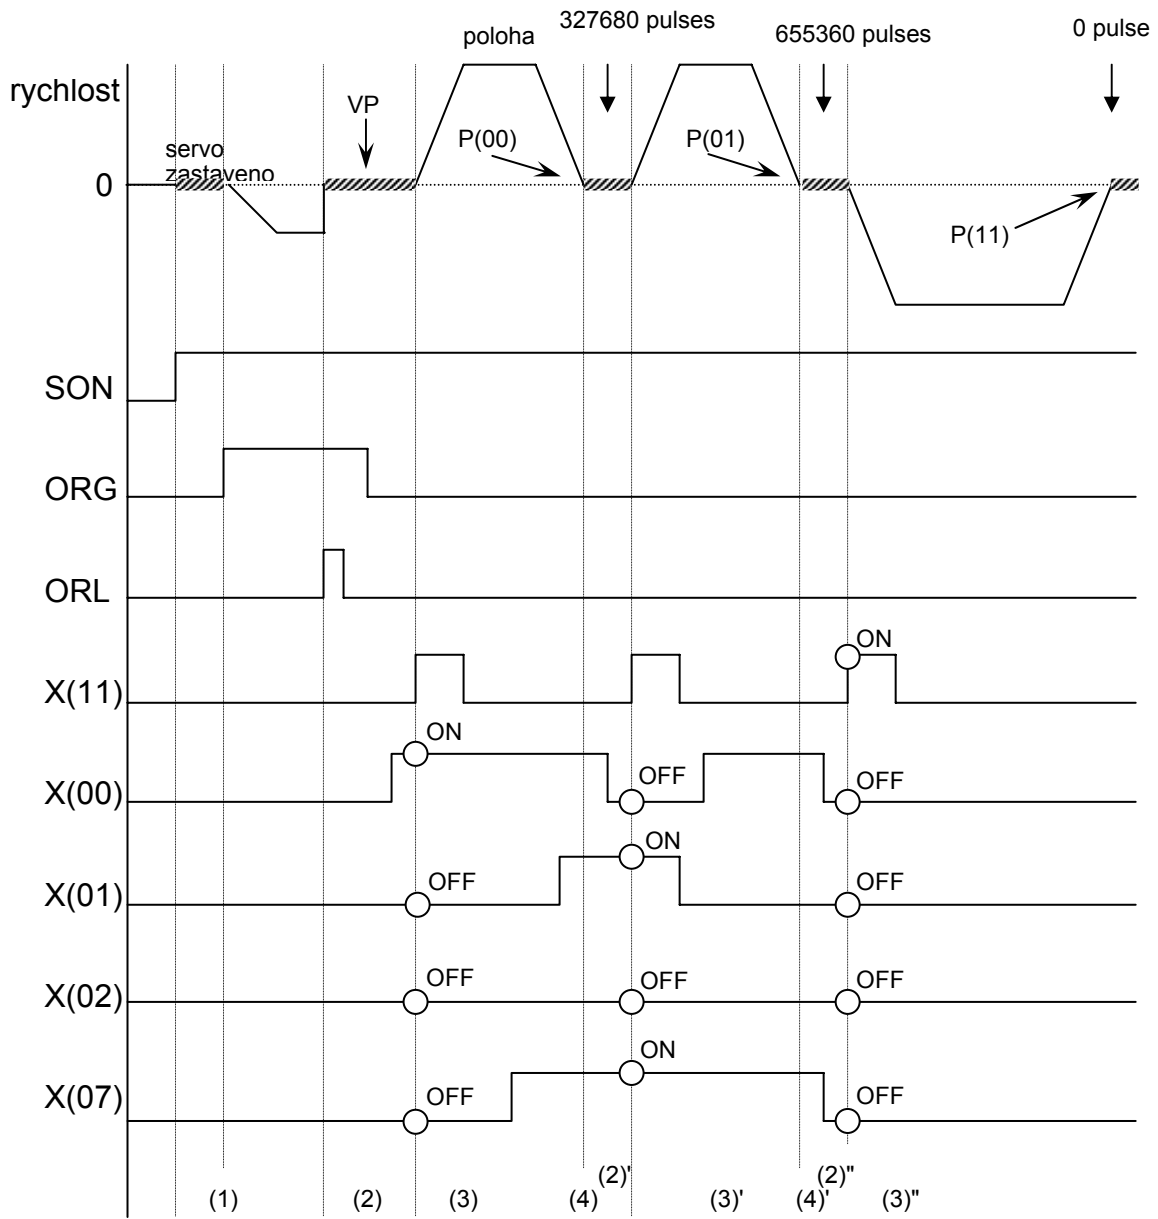 327680 pulses
655360 pulses
0 pulse
poloha
rychlost
VP
P(00)
P(01)
servo
zastaveno
0
P(11)
SON
ORG
ORL
ON
X(11)
ON
OFF
OFF
X(00)
ON
OFF
OFF
X(01)
OFF
OFF
OFF
X(02)
ON
OFF
OFF
X(07)
(2)'
(2)"
(1)
(2)
(3)
(4)
(3)'
(4)'
(3)"